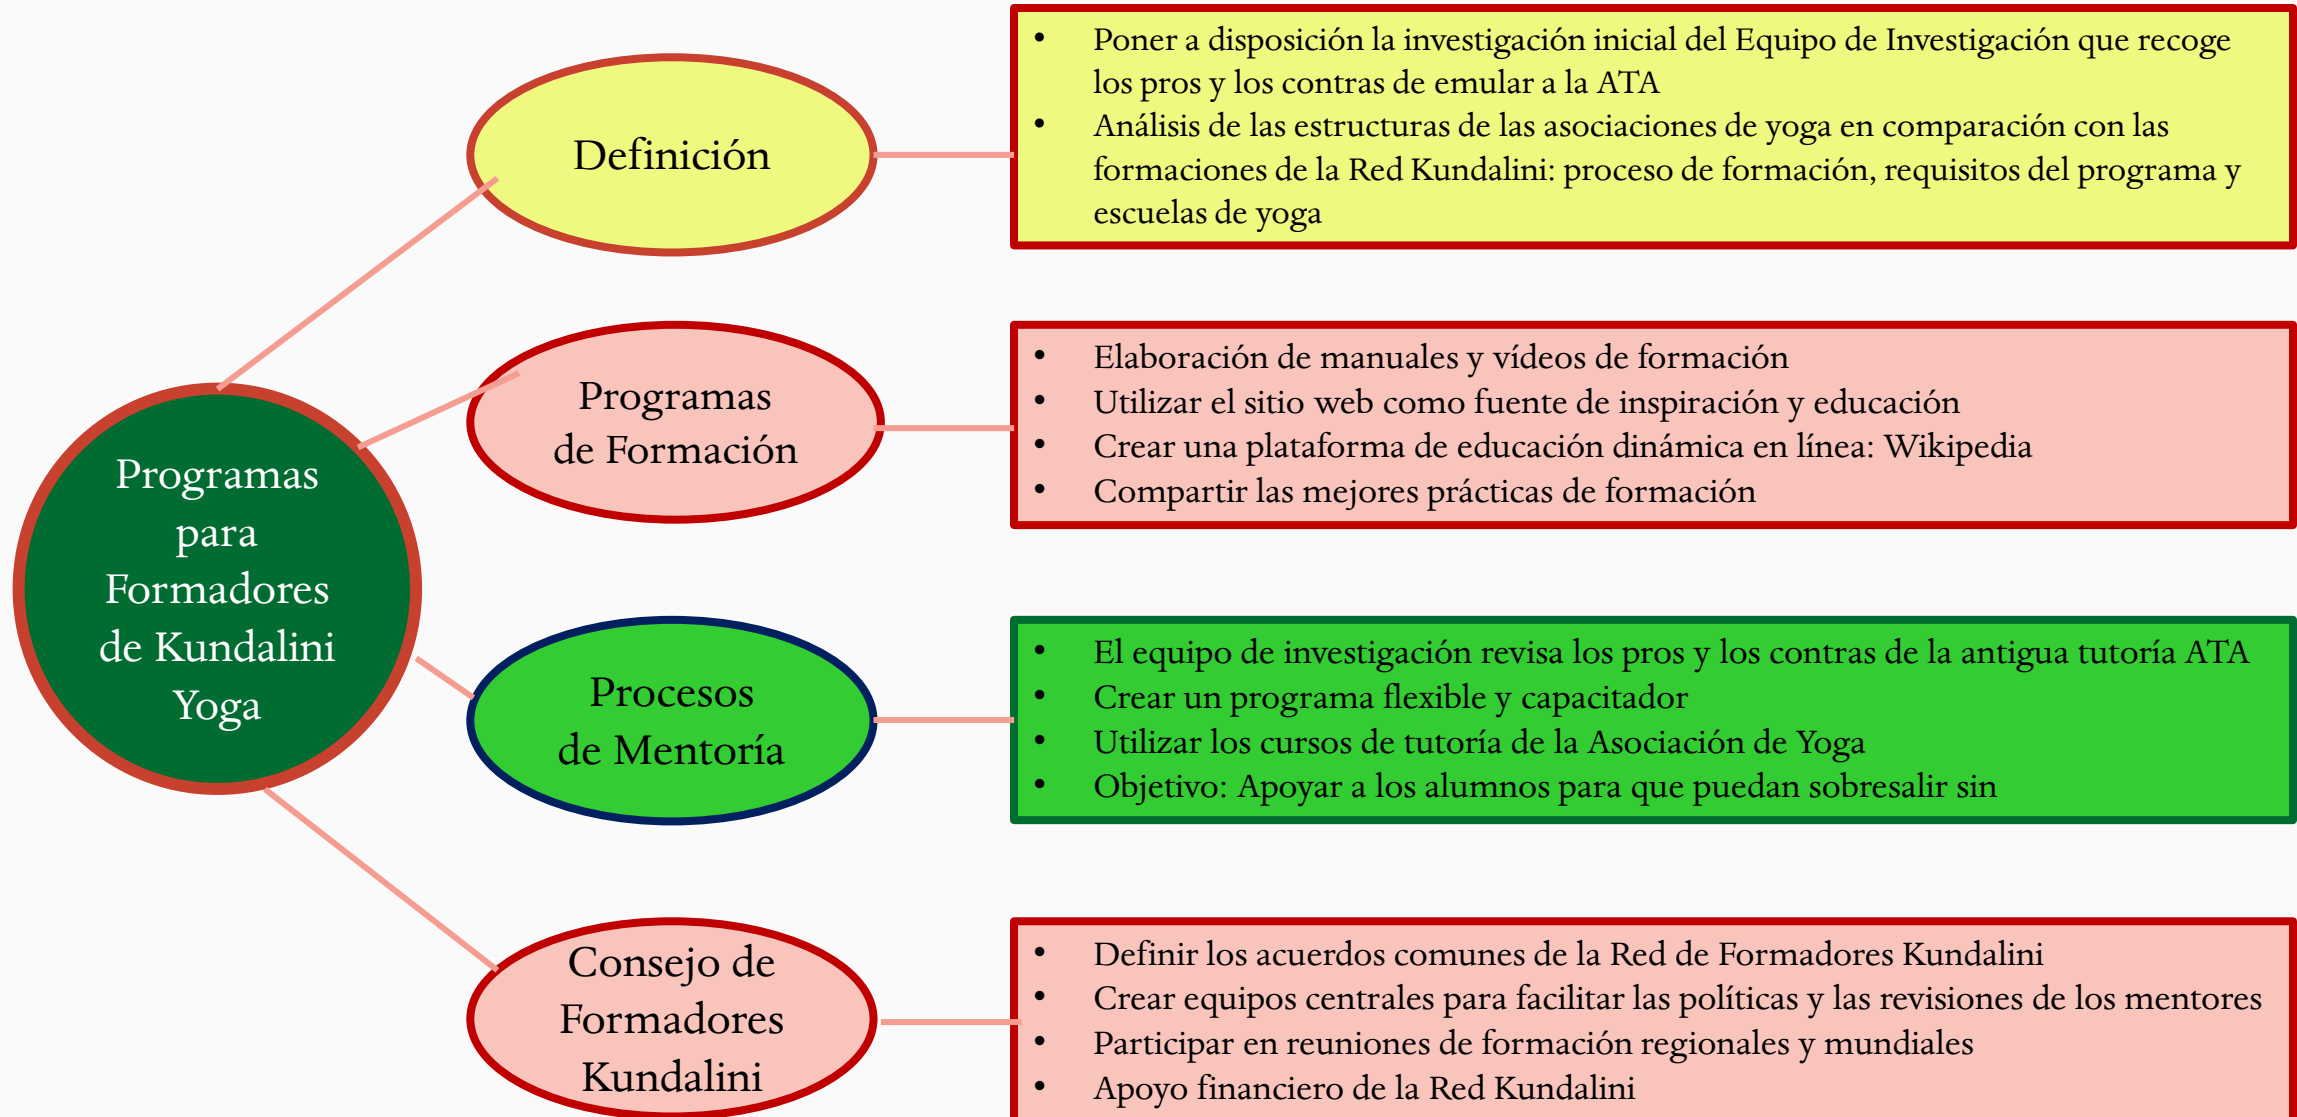 Programas
para
Formadores
de Kundalini
Yoga
Definición
• Poner a disposición la investigación inicial del Equipo de Investigación que recoge
los pros y los contras de emular a la ATA
• Análisis de las estructuras de las asociaciones de yoga en comparación con las
formaciones de la Red Kundalini: proceso de formación, requisitos del programa y
escuelas de yoga
Programas
de Formación
• Elaboración de manuales y vídeos de formación
• Utilizar el sitio web como fuente de inspiración y educación
• Crear una plataforma de educación dinámica en línea: Wikipedia
• Compartir las mejores prácticas de formación
Procesos
de Mentoría
• El equipo de investigación revisa los pros y los contras de la antigua tutoría ATA
• Crear un programa flexible y capacitador
• Utilizar los cursos de tutoría de la Asociación de Yoga
• Objetivo: Apoyar a los alumnos para que puedan sobresalir sin
Consejo de
Formadores
Kundalini
• Definir los acuerdos comunes de la Red de Formadores Kundalini
• Crear equipos centrales para facilitar las políticas y las revisiones de los mentores
• Participar en reuniones de formación regionales y mundiales
• Apoyo financiero de la Red Kundalini